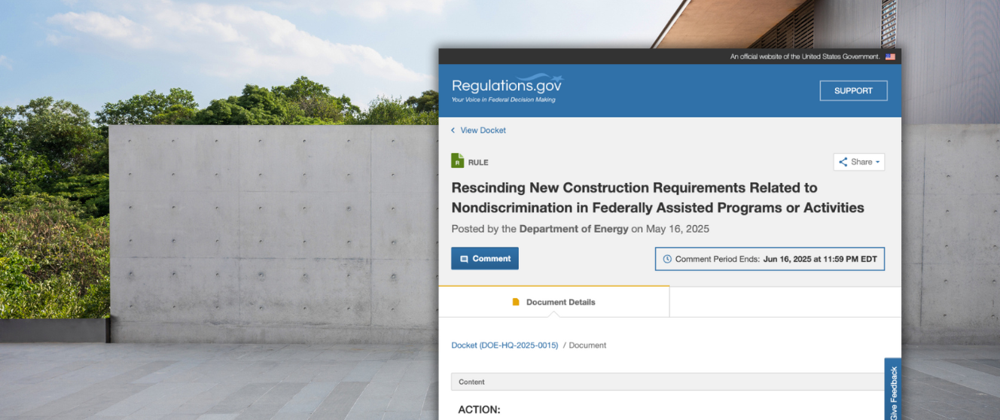 An official website of the United States Government.
Regulations.gov
Your Voice in Federal Decision Making
SUPPORT
View Docket
R
RULE
Share
Rescinding New Construction Requirements Related to
Nondiscrimination in Federally Assisted Programs or Activities
Posted by the Department of Energy on May 16, 2025
Comment
Comment Period Ends: Jun 16, 2025 at 11:59 PM EDT
Document Details
Docket (DOE-HQ-2025-0015) / Document
Give Feedback
Content
ACTION: